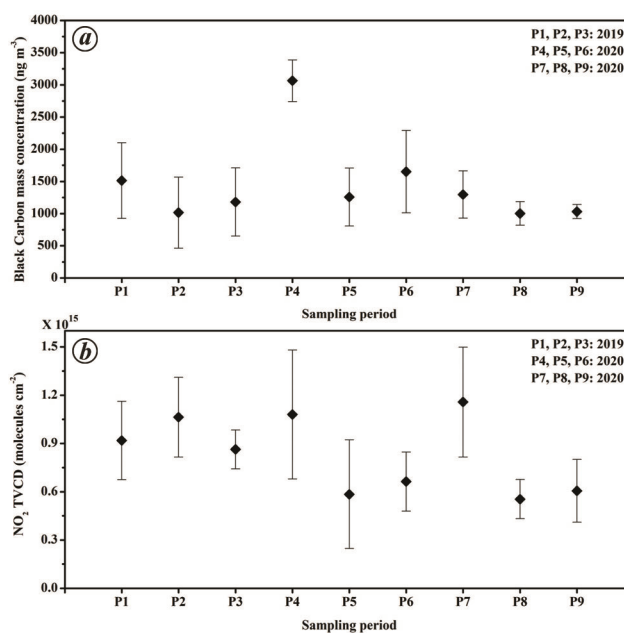 a
P1, P2, P3: 2019
P4, P5, P6: 2020
P7, P8, P9: 2020
Black Carbon mass concentration (ng m⁻³)
4000
3500
3000
2500
2000
1500
1000
500
0
P1 P2 P3 P4 P5 P6 P7 P8 P9
Sampling period
X 10¹⁵
b
P1, P2, P3: 2019
P4, P5, P6: 2020
P7, P8, P9: 2020
NO₂ TVCD (molecules cm⁻²)
1.5
1.2
0.9
0.6
0.3
0.0
P1 P2 P3 P4 P5 P6 P7 P8 P9
Sampling period